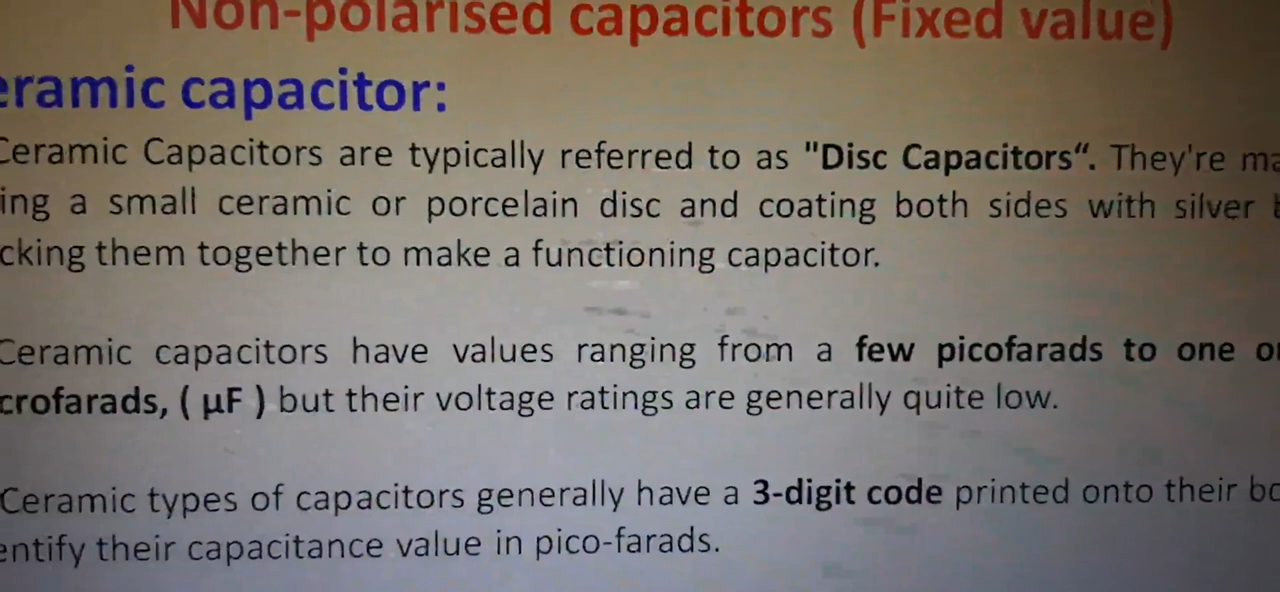 Non-polarised capacitors (Fixed value)
eramic capacitor:
Ceramic Capacitors are typically referred to as "Disc Capacitors“. They're ma
ing a small ceramic or porcelain disc and coating both sides with silver b
cking them together to make a functioning capacitor.
Ceramic capacitors have values ranging from a few picofarads to one or
crofarads, ( μF ) but their voltage ratings are generally quite low.
Ceramic types of capacitors generally have a 3-digit code printed onto their bo
entify their capacitance value in pico-farads.